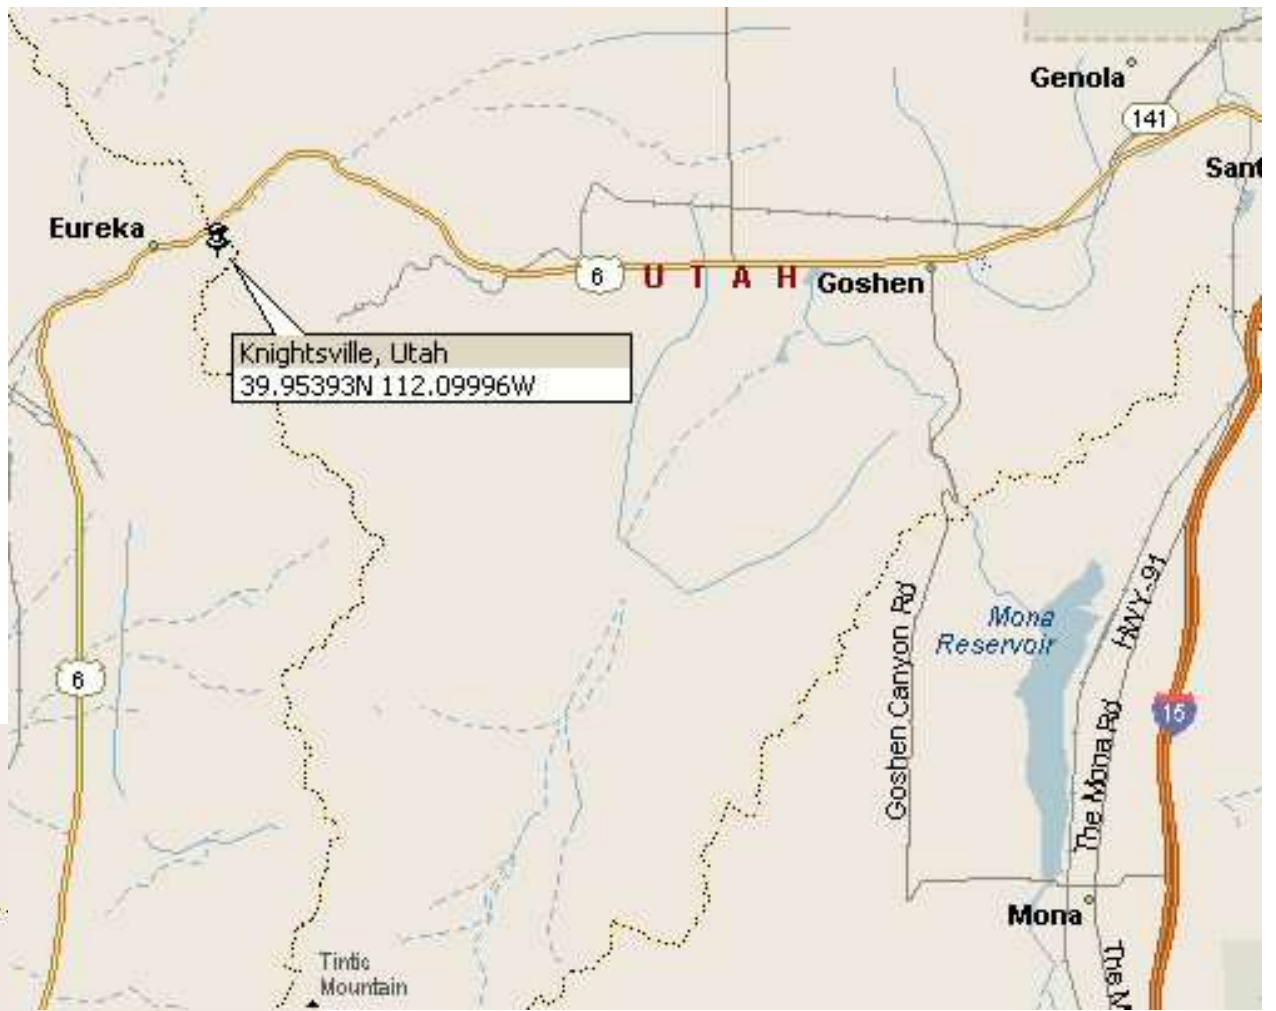 Genola
141
Sant
Eureka
6
U T A H
Goshen
Knightsville, Utah
39.95393N 112.09996W
HWY-91
Mona
Reservoir
Goshen Canyon Rd
6
15
The Mona Rd
Mona
The M
Tintic
Mountain